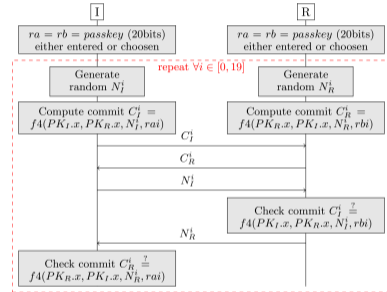 I
R
ra = rb = passkey (20bits)
either entered or choosen
ra = rb = passkey (20bits)
either entered or choosen
repeat ∀i ∈ [0, 19]
Generate
random N_I^i
Generate
random N_R^i
Compute commit C_I^i =
f4(PK_I.x, PK_R.x, N_I^i, rai)
Compute commit C_R^i =
f4(PK_R.x, PK_I.x, N_R^i, rbi)
C_I^i
C_R^i
N_I^i
Check commit C_I^i ?=
f4(PK_I.x, PK_R.x, N_I^i, rbi)
N_R^i
Check commit C_R^i ?=
f4(PK_R.x, PK_I.x, N_R^i, rai)